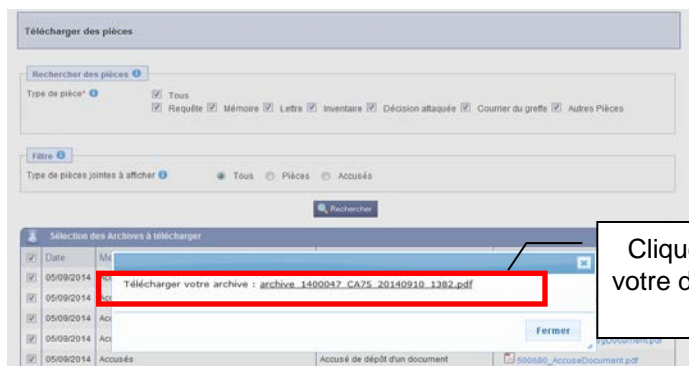 Télécharger des pièces
Rechercher des pièces
Type de pièce*
Tous
Requête Mémoire Lettre Inventaire Décision attaquée Courrier du greffe Autres Pièces
Filtre
Type de pièces jointes à afficher Tous Pièces Accusés
Rechercher
Sélection des Archives à télécharger
Date
05/09/2014
Télécharger votre archive : archive_1400047_CA75_20140910_1382.pdf
05/09/2014
05/09/2014
05/09/2014
Fermer
05/09/2014 Accusés Accusé de dépôt d'un document 500680_AccuseDocument.pdf
votre